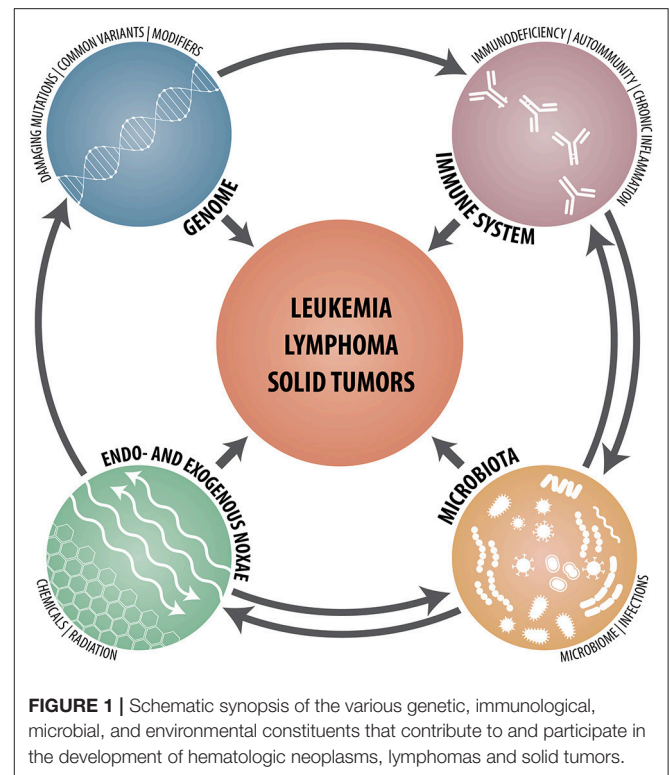 DAMAGING MUTATIONS | COMMON VARIANTS | MODIFIERS
GENOME
IMMUNODEFICIENCY / AUTOIMMUNITY / CHRONIC INFLAMMATION
IMMUNE SYSTEM
LEUKEMIA
LYMPHOMA
SOLID TUMORS
ENDO- AND EXOGENOUS NOXAE
CHEMICALS | RADIATION
MICROBIOTA
MICROBIOME | INFECTIONS
FIGURE 1 | Schematic synopsis of the various genetic, immunological,
microbial, and environmental constituents that contribute to and participate in
the development of hematologic neoplasms, lymphomas and solid tumors.